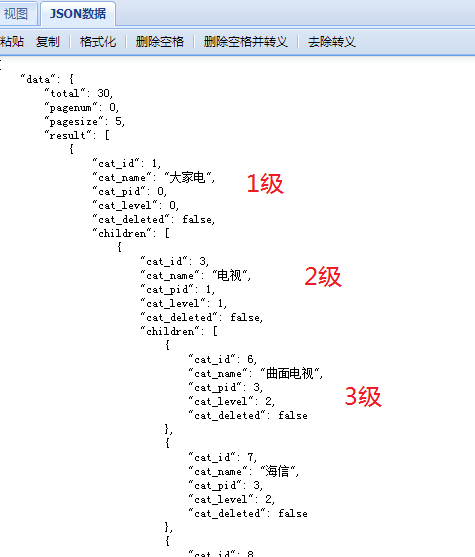 视图 JSON数据
粘贴 复制 格式化 删除空格 删除空格并转义 去除转义
{
"data": {
"total": 30,
"pagenum": 0,
"pagesize": 5,
"result": [
{
"cat_id": 1,
"cat_name": "大家电",
1级
"cat_pid": 0,
"cat_level": 0,
"cat_deleted": false,
"children": [
{
"cat_id": 3,
"cat_name": "电视",
2级
"cat_pid": 1,
"cat_level": 1,
"cat_deleted": false,
"children": [
{
"cat_id": 6,
"cat_name": "曲面电视",
"cat_pid": 3,
3级
"cat_level": 2,
"cat_deleted": false
},
{
"cat_id": 7,
"cat_name": "海信",
"cat_pid": 3,
"cat_level": 2,
"cat_deleted": false
},
{
"cat_id": 8,